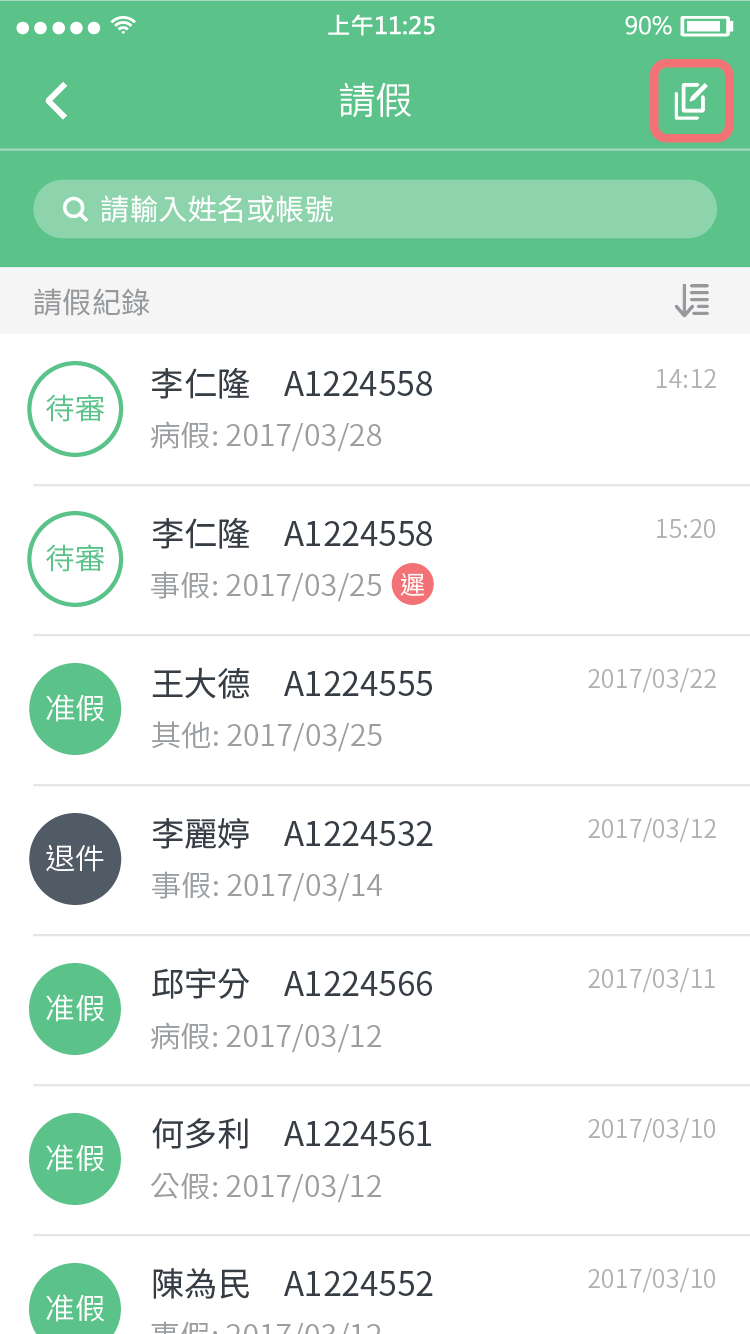 上午11:25 90%
請假
請輸入姓名或帳號
請假紀錄
待審 李仁隆 A1224558 14:12
病假: 2017/03/28
待審 李仁隆 A1224558 15:20
事假: 2017/03/25 遲
准假 王大德 A1224555 2017/03/22
其他: 2017/03/25
退件 李麗婷 A1224532 2017/03/12
事假: 2017/03/14
准假 邱宇分 A1224566 2017/03/11
病假: 2017/03/12
准假 何多利 A1224561 2017/03/10
公假: 2017/03/12
准假 陳為民 A1224552 2017/03/10
事假: 2017/03/12